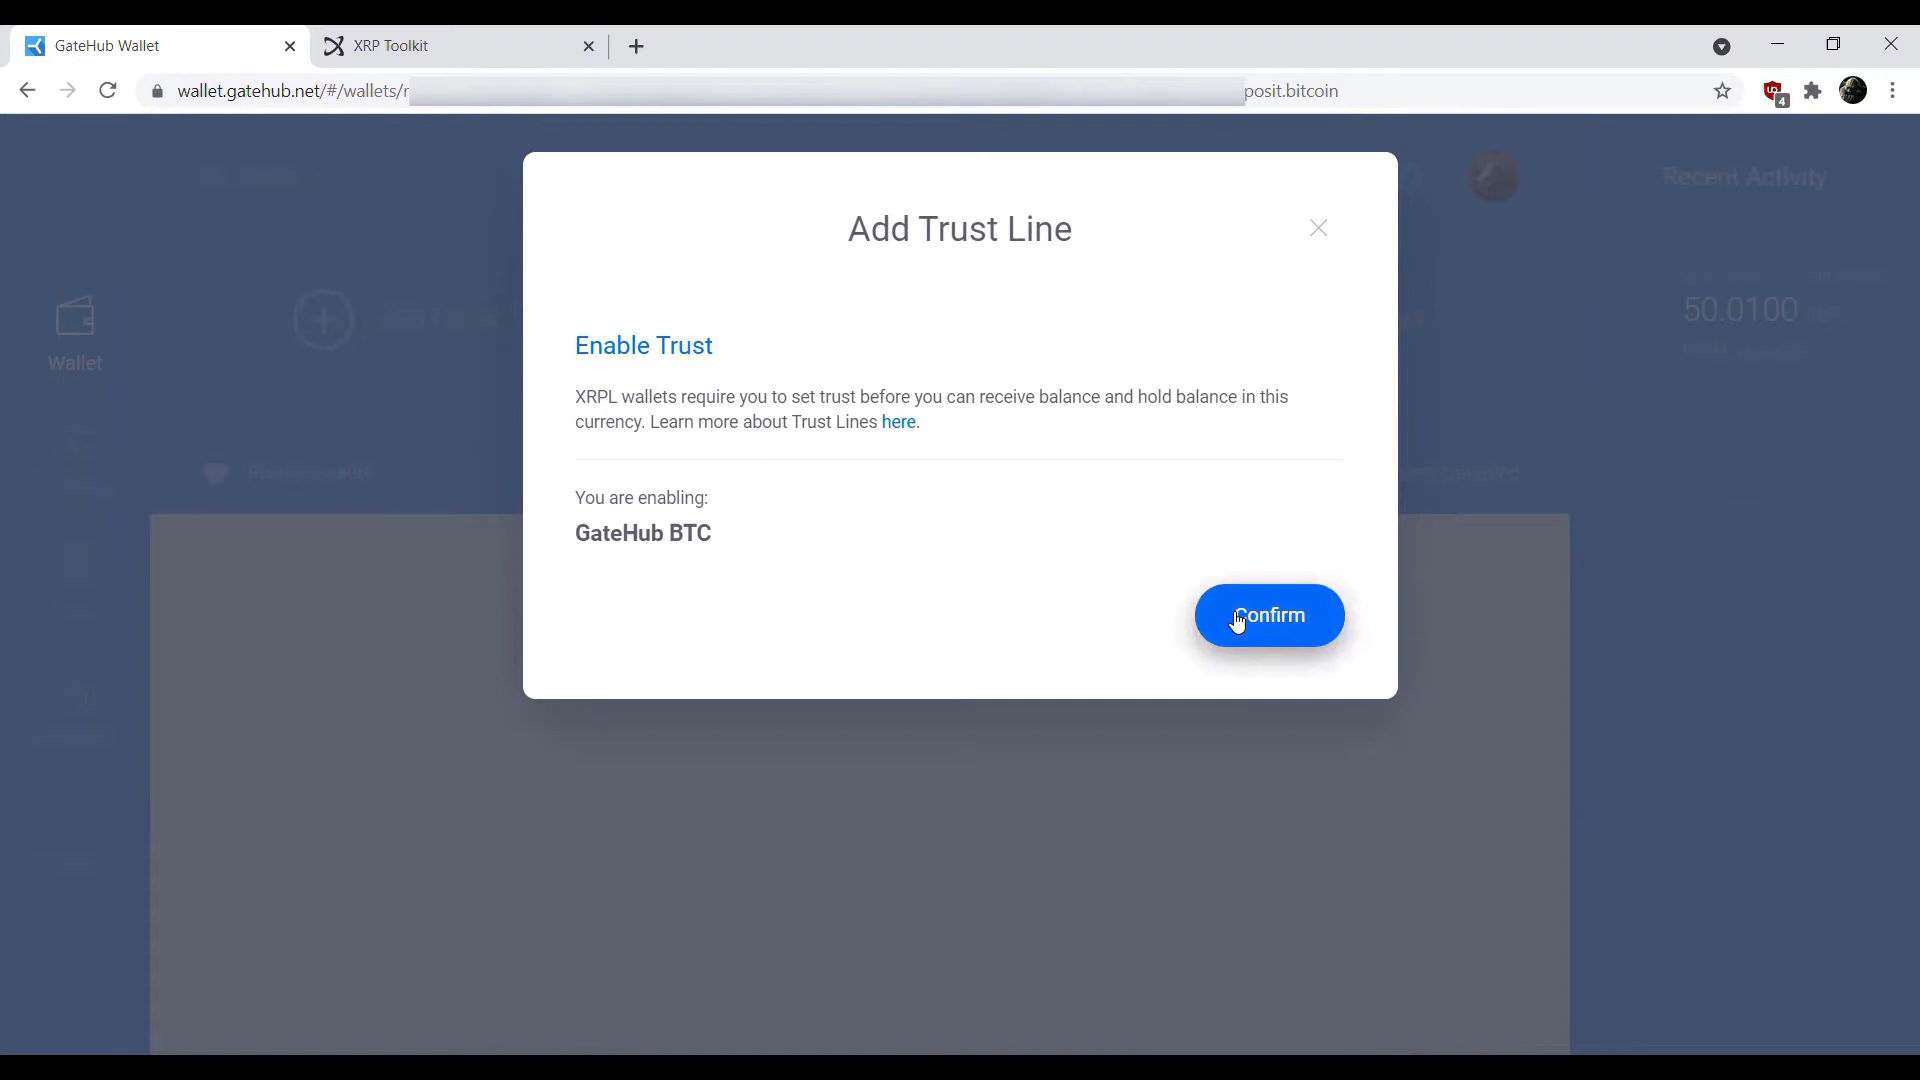 GateHub Wallet
XRP Toolkit
wallet.gatehub.net/#/wallets/r
posit.bitcoin
4
Add Trust Line
Recent Activity
50.0100
Wallet
Enable Trust
XRPL wallets require you to set trust before you can receive balance and hold balance in this
currency. Learn more about Trust Lines here.
You are enabling:
GateHub BTC
Confirm